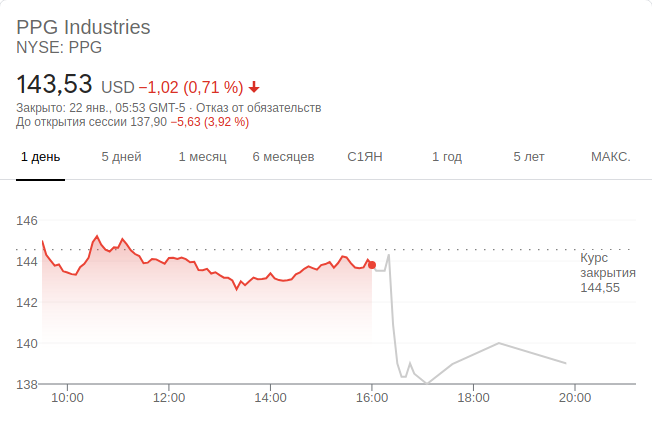 PPG Industries
NYSE: PPG
143,53 USD −1,02 (0,71 %)
Закрыто: 22 янв., 05:53 GMT-5 · Отказ от обязательств
До открытия сессии 137,90 −5,63 (3,92 %)
1 день 5 дней 1 месяц 6 месяцев С1ЯН 1 год 5 лет МАКС.
146
144
142
140
138
Курс
закрытия
144,55
10:00 12:00 14:00 16:00 18:00 20:00